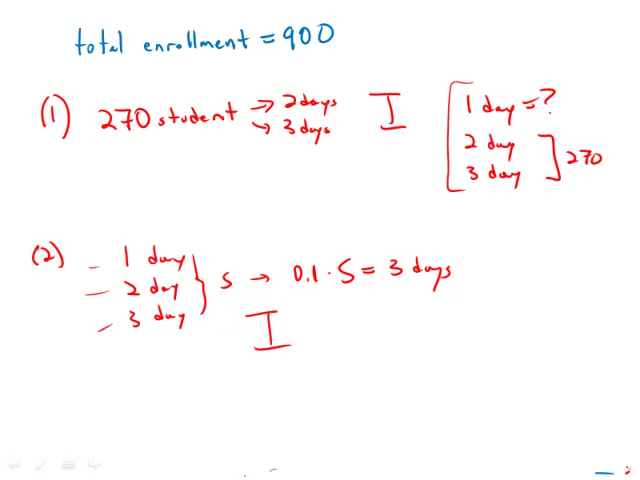 total enrollment = 900
(1) 270 student → 2 days I
→ 3 days
1 day = ?
2 day
3 day ] 270
(2) – 1 day
– 2 day } S → 0.1 · S = 3 days
– 3 day
I